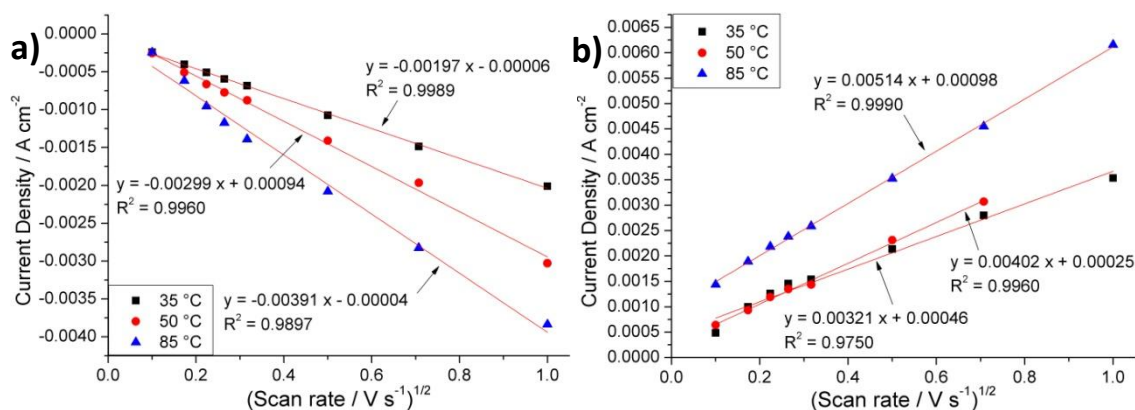 a)
0.0000
-0.0005
-0.0010
-0.0015
-0.0020
-0.0025
-0.0030
-0.0035
-0.0040
Current Density / A cm⁻²
y = -0.00197 x - 0.00006
R² = 0.9989
y = -0.00299 x + 0.00094
R² = 0.9960
y = -0.00391 x - 0.00004
R² = 0.9897
35 °C
50 °C
85 °C
0.0 0.2 0.4 0.6 0.8 1.0
(Scan rate / V s⁻¹)¹/²
b)
0.0065
0.0060
0.0055
0.0050
0.0045
0.0040
0.0035
0.0030
0.0025
0.0020
0.0015
0.0010
0.0005
0.0000
Current Density / A cm⁻²
35 °C
50 °C
85 °C
y = 0.00514 x + 0.00098
R² = 0.9990
y = 0.00402 x + 0.00025
R² = 0.9960
y = 0.00321 x + 0.00046
R² = 0.9750
0.0 0.2 0.4 0.6 0.8 1.0
(Scan rate / V s⁻¹)¹/²